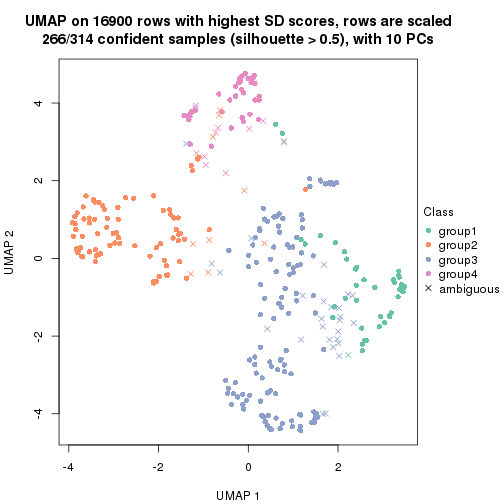 UMAP on 16900 rows with highest SD scores, rows are scaled
266/314 confident samples (silhouette > 0.5), with 10 PCs
4
2
0
-2
-4
UMAP 2
-4
-2
0
2
UMAP 1
Class
group1
group2
group3
group4
ambiguous